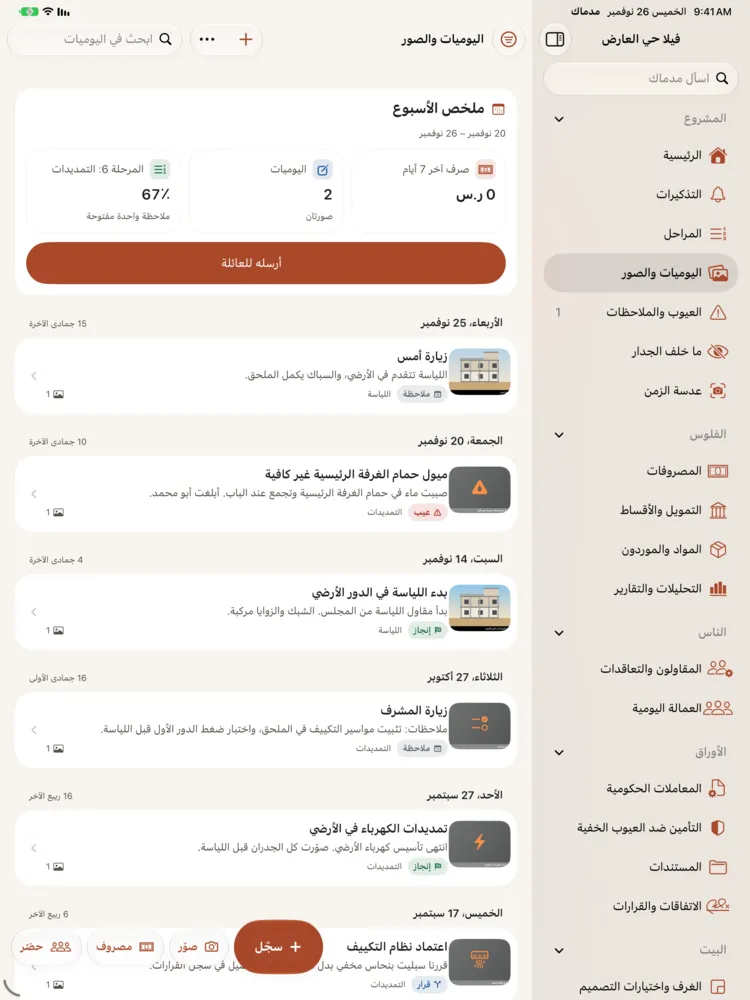 9:41 AM الخميس 26 نوفمبر مدماك
فيلا حي العارض
اسأل مدماك
المشروع
الرئيسية
التذكيرات
المراحل
اليوميات والصور
العيوب والملاحظات 1
ما خلف الجدار
عدسة الزمن
الفلوس
المصروفات
التمويل والأقساط
المواد والموردون
التحليلات والتقارير
الناس
المقاولون والتعاقدات
العمالة اليومية
الأوراق
المعاملات الحكومية
التأمين ضد العيوب الخفية
المستندات
الاتفاقات والقرارات
البيت
الغرف واختيارات التصميم
اليوميات والصور
ابحث في اليوميات
ملخص الأسبوع
20 نوفمبر – 26 نوفمبر
صرف آخر 7 أيام
0 ر.س
اليوميات
2
صورتان
المرحلة 6: التمديدات
67٪
ملاحظة واحدة مفتوحة
أرسله للعائلة
الأربعاء، 25 نوفمبر
15 جمادى الآخرة
زيارة أمس
اللياسة تتقدم في الأرضي، والسباك يكمل الملحق.
ملاحظة اللياسة
1
الجمعة، 20 نوفمبر
10 جمادى الآخرة
ميول حمام الغرفة الرئيسية غير كافية
صببت ماء في حمام الغرفة الرئيسية وتجمع عند الباب. أبلغت أبو محمد.
عيب التمديدات
1
السبت، 14 نوفمبر
4 جمادى الآخرة
بدء اللياسة في الدور الأرضي
بدأ مقاول اللياسة من المجلس. الشبك والزوايا مركبة.
إنجاز اللياسة
1
الثلاثاء، 27 أكتوبر
16 جمادى الأولى
زيارة المشرف
ملاحظات: تثبيت مواسير التكييف في الملحق، واختبار ضغط الدور الأول قبل اللياسة.
ملاحظة التمديدات
1
الأحد، 27 سبتمبر
16 ربيع الآخر
تمديدات الكهرباء في الأرضي
انتهى تأسيس كهرباء الأرضي. صوّرت كل الجدران قبل اللياسة.
إنجاز التمديدات
1
الخميس، 17 سبتمبر
6 ربيع الآخر
اعتماد نظام التكييف
قررنا سبليت بنحاس مخفي
قرار التمديدات
1
سجّل
صوّر
مصروف
حضر